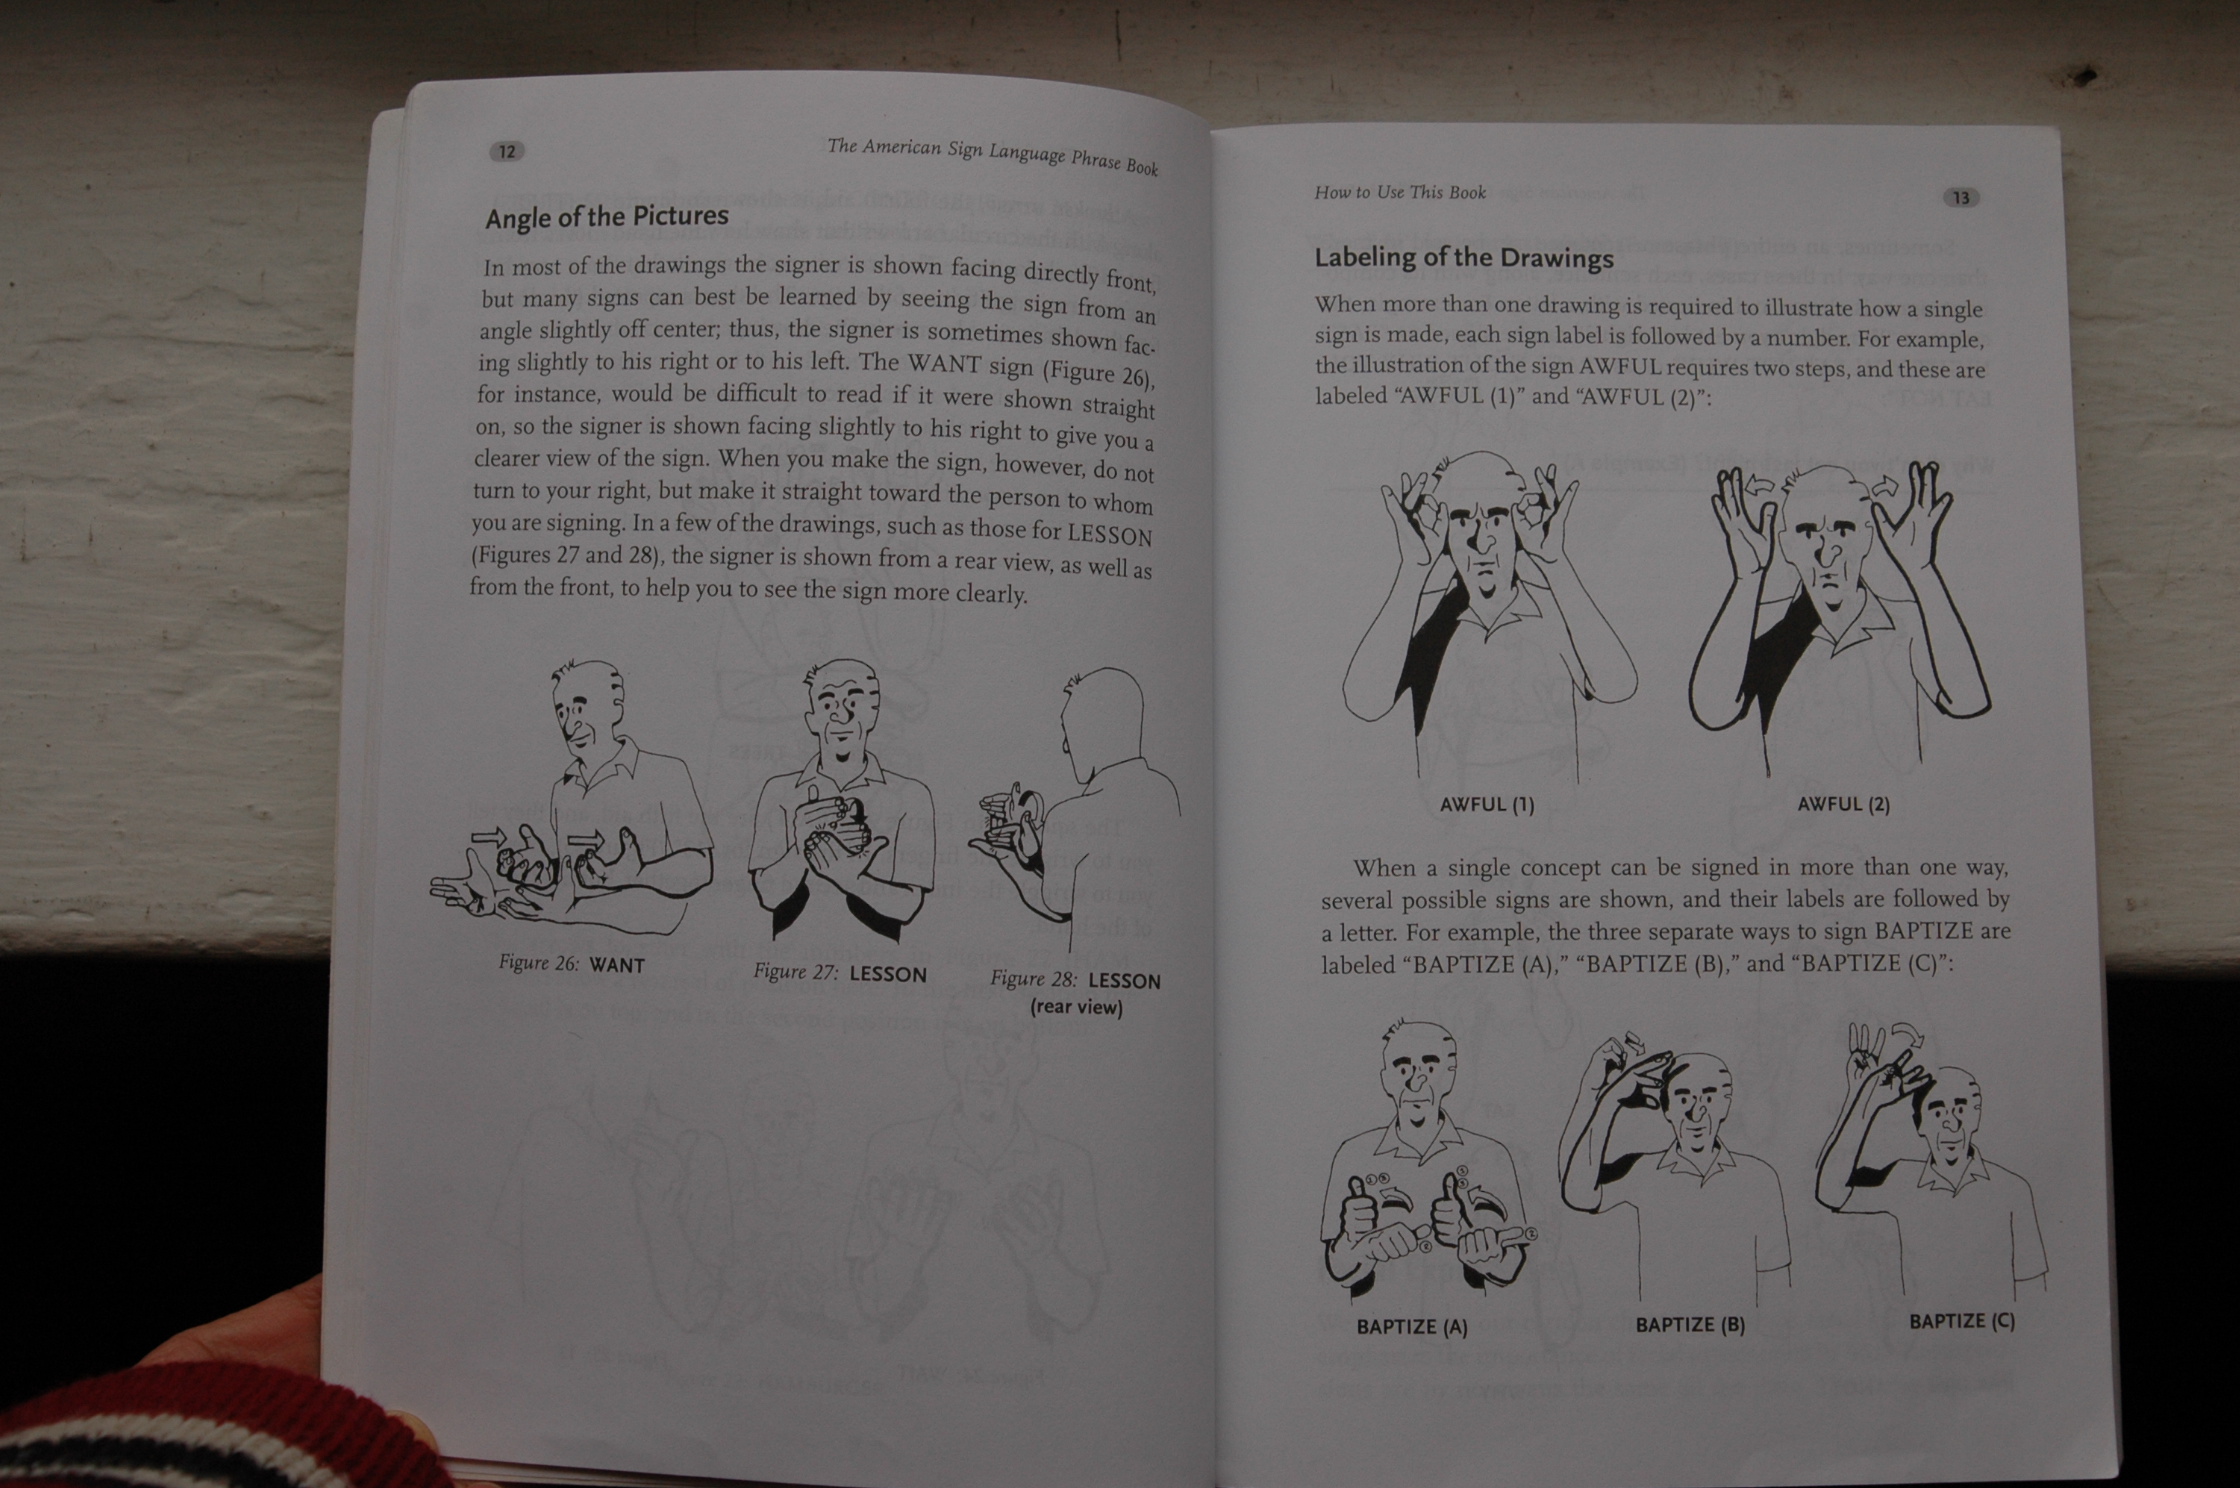 12
The American Sign Language Phrase Book
Angle of the Pictures
In most of the drawings the signer is shown facing directly front,
but many signs can best be learned by seeing the sign from an
angle slightly off center; thus, the signer is sometimes shown fac-
ing slightly to his right or to his left. The WANT sign (Figure 26),
for instance, would be difficult to read if it were shown straight
on, so the signer is shown facing slightly to his right to give you a
clearer view of the sign. When you make the sign, however, do not
turn to your right, but make it straight toward the person to whom
you are signing. In a few of the drawings, such as those for LESSON
(Figures 27 and 28), the signer is shown from a rear view, as well as
from the front, to help you to see the sign more clearly.
Figure 26: WANT
Figure 27: LESSON
Figure 28: LESSON
(rear view)
How to Use This Book
13
Labeling of the Drawings
When more than one drawing is required to illustrate how a single
sign is made, each sign label is followed by a number. For example,
the illustration of the sign AWFUL requires two steps, and these are
labeled “AWFUL (1)” and “AWFUL (2)”:
AWFUL (1)
AWFUL (2)
When a single concept can be signed in more than one way,
several possible signs are shown, and their labels are followed by
a letter. For example, the three separate ways to sign BAPTIZE are
labeled “BAPTIZE (A),” “BAPTIZE (B),” and “BAPTIZE (C)”:
BAPTIZE (A)
BAPTIZE (B)
BAPTIZE (C)